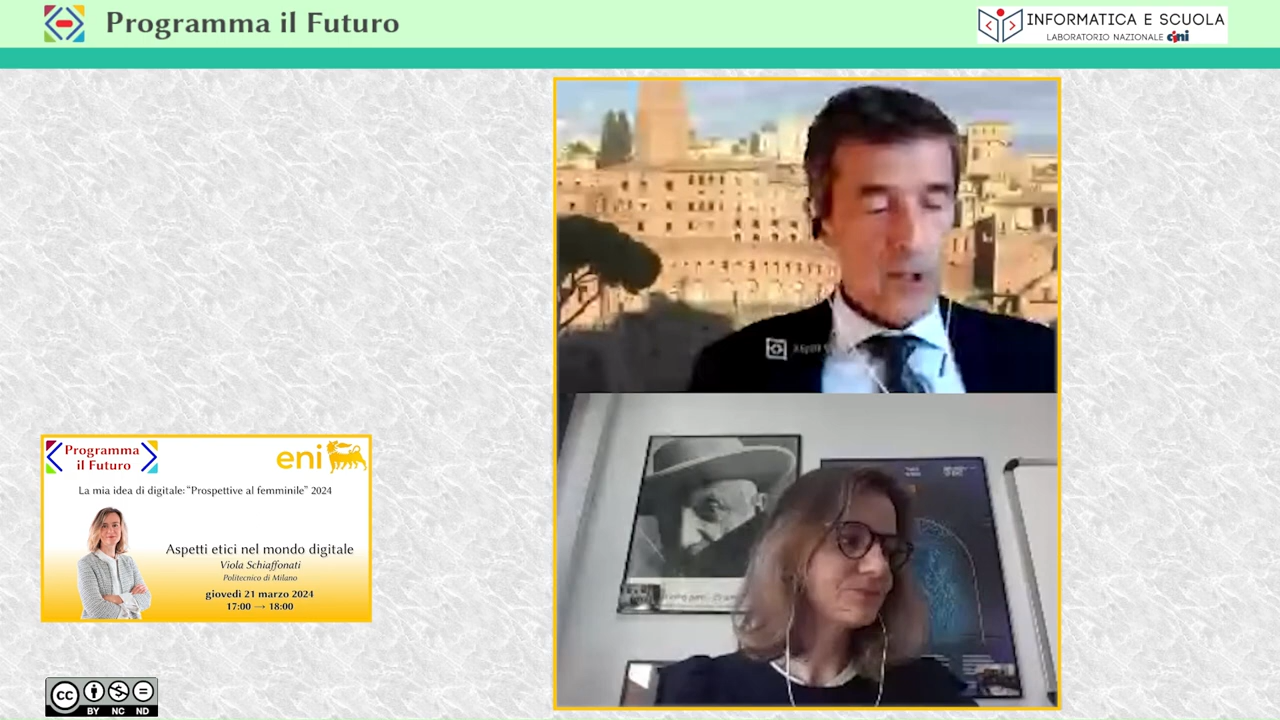 Programma il Futuro
INFORMATICA E SCUOLA
LABORATORIO NAZIONALE cini
Programma
il Futuro
eni
La mia idea di digitale: “Prospettive al femminile” 2024
Aspetti etici nel mondo digitale
Viola Schiaffonati
Politecnico di Milano
giovedì 21 marzo 2024
17:00 → 18:00
CC
BY NC ND